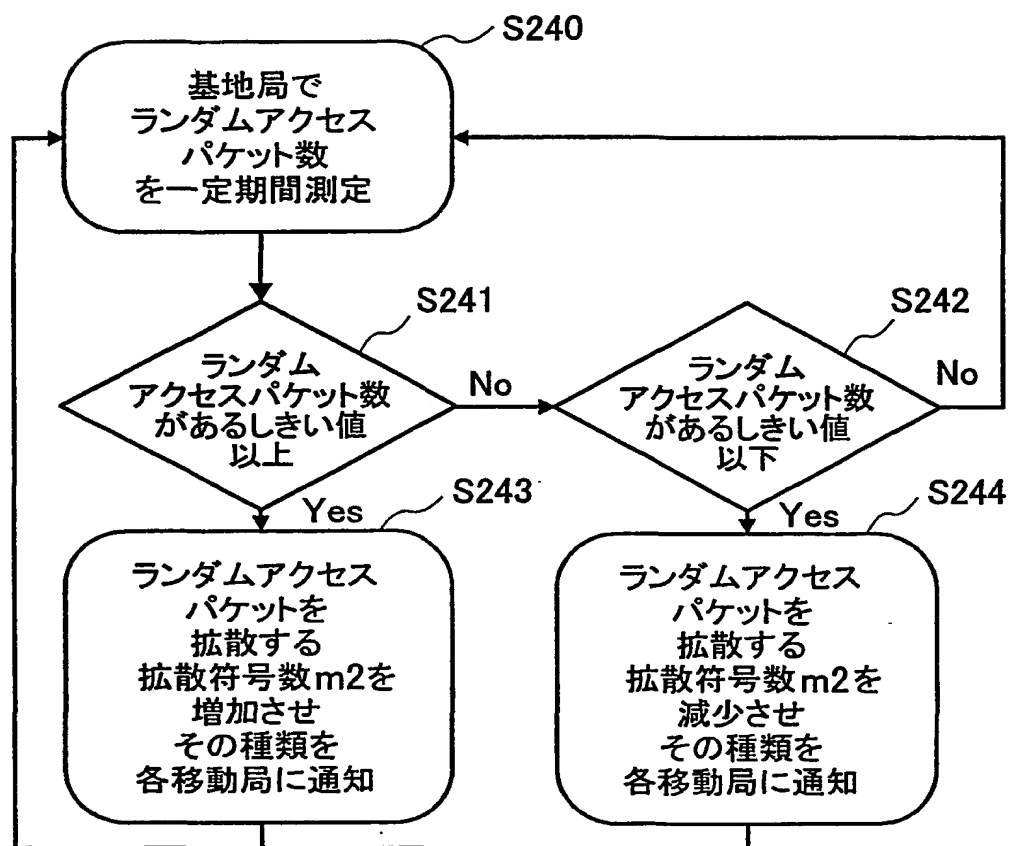 S240
基地局で
ランダムアクセス
パケット数
を一定期間測定
S241
ランダム
アクセスパケット数
があるしきい値
以上
No
S242
ランダム
アクセスパケット数
があるしきい値
以下
No
Yes
S243
ランダムアクセス
パケットを
拡散する
拡散符号数m2を
増加させ
その種類を
各移動局に通知
Yes
S244
ランダムアクセス
パケットを
拡散する
拡散符号数m2を
減少させ
その種類を
各移動局に通知